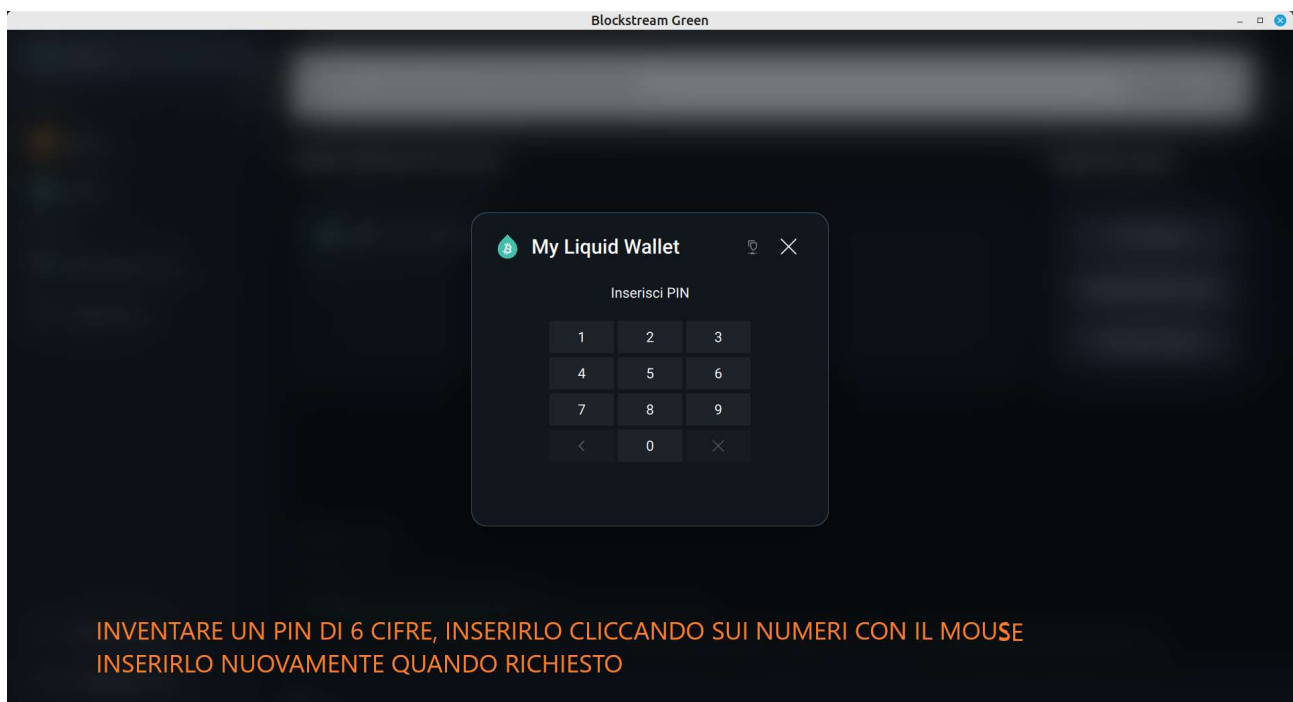 Blockstream Green
My Liquid Wallet
Inserisci PIN
1 2 3
4 5 6
7 8 9
0
INVENTARE UN PIN DI 6 CIFRE, INSERIRLO CLICCANDO SUI NUMERI CON IL MOUSE
INSERIRLO NUOVAMENTE QUANDO RICHIESTO